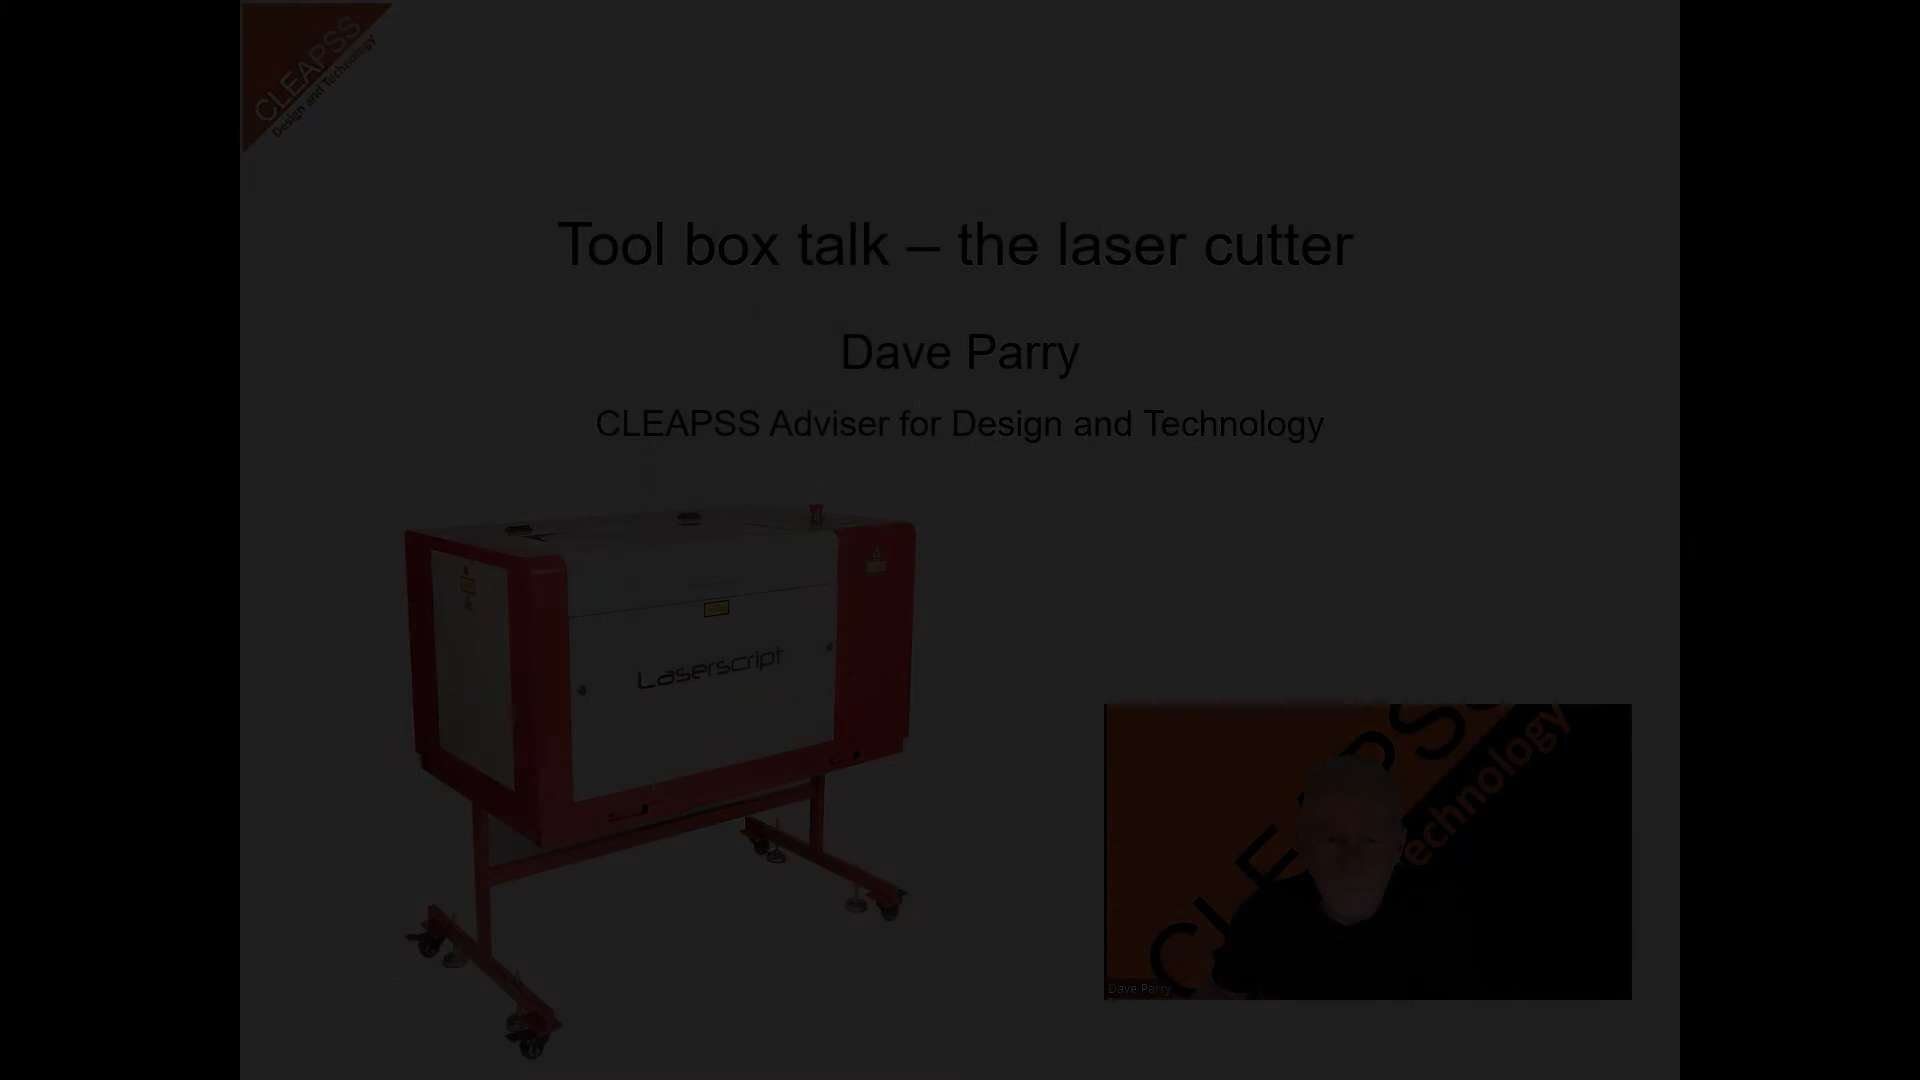 CLEAPSS
Design and Technology
Tool box talk – the laser cutter
Dave Parry
CLEAPSS Adviser for Design and Technology
Laserscript
echnology
Dave Parry